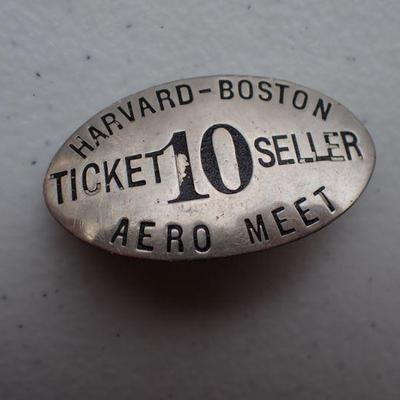 HARVARD-BOSTON
TICKET 10 SELLER
AERO MEET